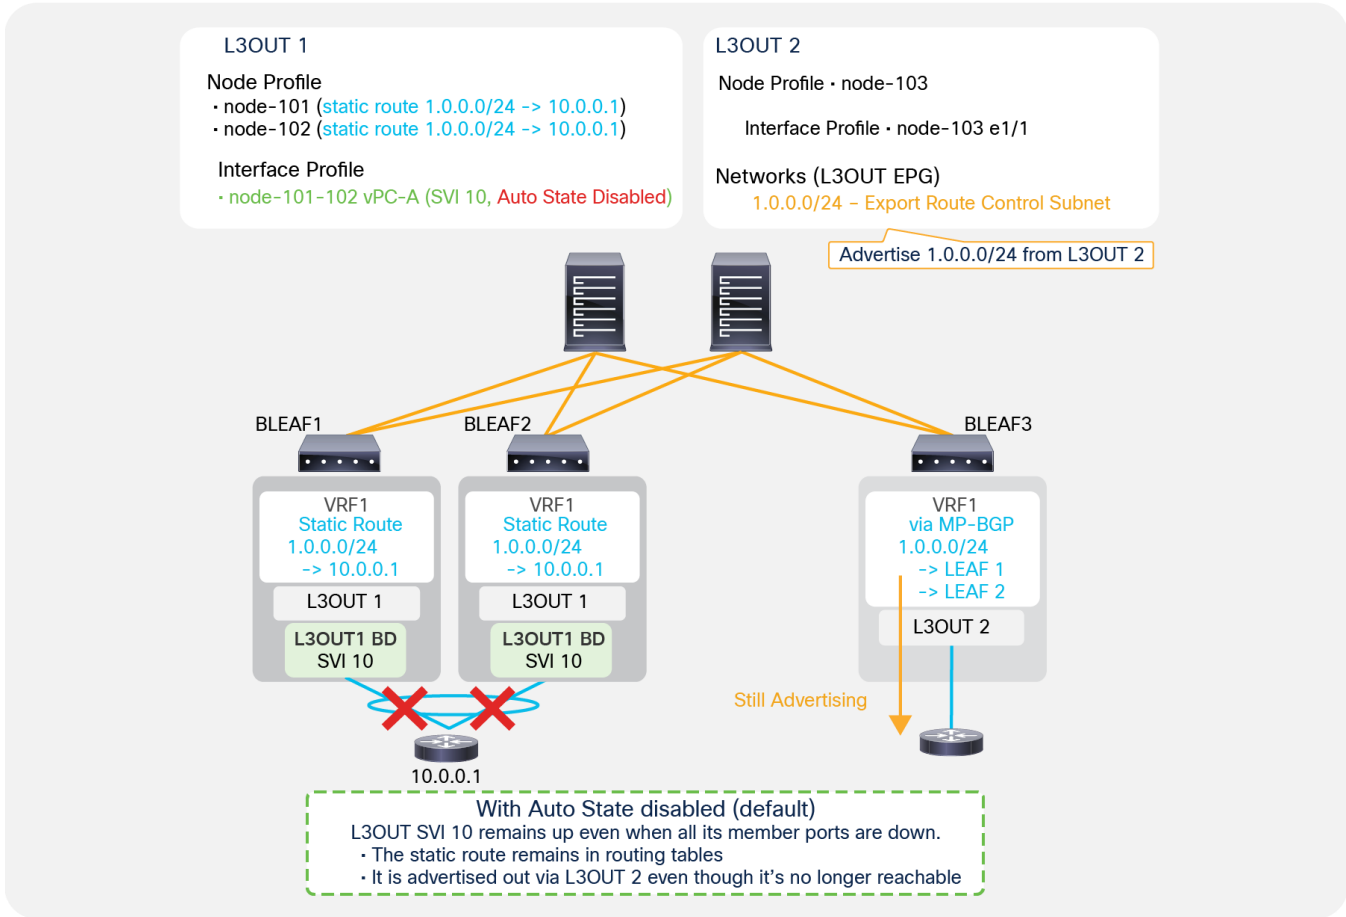 L3OUT 1
Node Profile
· node-101 (static route 1.0.0.0/24 -> 10.0.0.1)
· node-102 (static route 1.0.0.0/24 -> 10.0.0.1)
Interface Profile
· node-101-102 vPC-A (SVI 10, Auto State Disabled)
L3OUT 2
Node Profile · node-103
Interface Profile · node-103 e1/1
Networks (L3OUT EPG)
1.0.0.0/24 – Export Route Control Subnet
Advertise 1.0.0.0/24 from L3OUT 2
BLEAF1
VRF1
Static Route
1.0.0.0/24
-> 10.0.0.1
L3OUT 1
L3OUT1 BD
SVI 10
BLEAF2
VRF1
Static Route
1.0.0.0/24
-> 10.0.0.1
L3OUT 1
L3OUT1 BD
SVI 10
BLEAF3
VRF1
via MP-BGP
1.0.0.0/24
-> LEAF 1
-> LEAF 2
L3OUT 2
Still Advertising
10.0.0.1
With Auto State disabled (default)
L3OUT SVI 10 remains up even when all its member ports are down.
· The static route remains in routing tables
· It is advertised out via L3OUT 2 even though it's no longer reachable